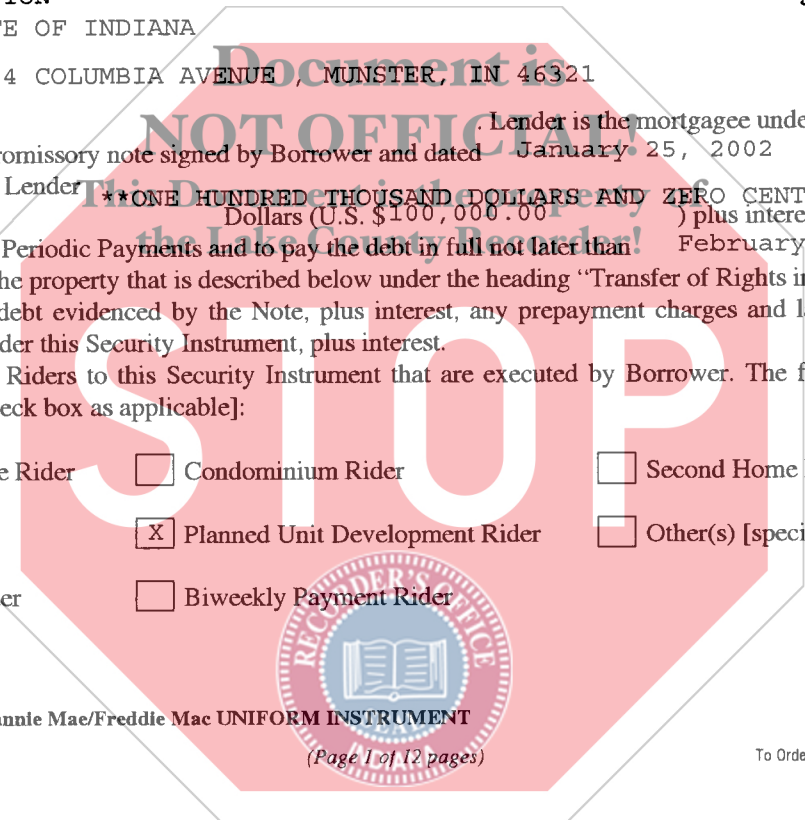 TE OF INDIANA
4 COLUMBIA AVENUE , MUNSTER, IN 46321
Document is
NOT OFFICIAL!
. Lender is the mortgagee unde
romissory note signed by Borrower and dated January 25, 2002
Lender
This Document is the property of
**ONE HUNDRED THOUSAND DOLLARS AND ZERO CENT
Dollars (U.S. $100,000.00 ) plus intere
the Lake County Recorder!
Periodic Payments and to pay the debt in full not later than February
he property that is described below under the heading “Transfer of Rights in
debt evidenced by the Note, plus interest, any prepayment charges and l
der this Security Instrument, plus interest.
Riders to this Security Instrument that are executed by Borrower. The f
eck box as applicable]:
STOP
e Rider Condominium Rider Second Home
X Planned Unit Development Rider Other(s) [speci
er Biweekly Payment Rider
RECORDER'S OFFICE
SEAL
INDIANA
annie Mae/Freddie Mac UNIFORM INSTRUMENT
(Page 1 of 12 pages)
To Orde